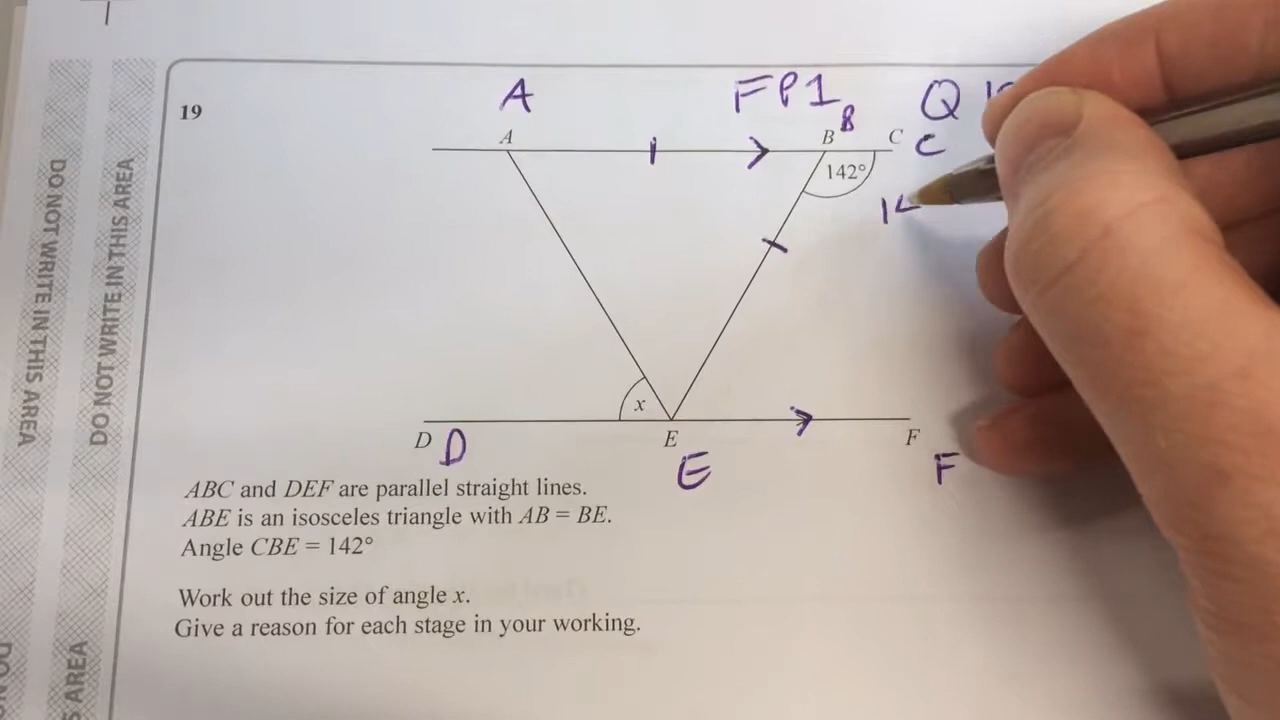 A FP1 Q
19
B
A B C C
142°
x
D E F
D E F
ABC and DEF are parallel straight lines.
ABE is an isosceles triangle with AB = BE.
Angle CBE = 142°
Work out the size of angle x.
Give a reason for each stage in your working.
DO NOT WRITE IN THIS AREA
DO NOT WRITE IN THIS AREA
AREA